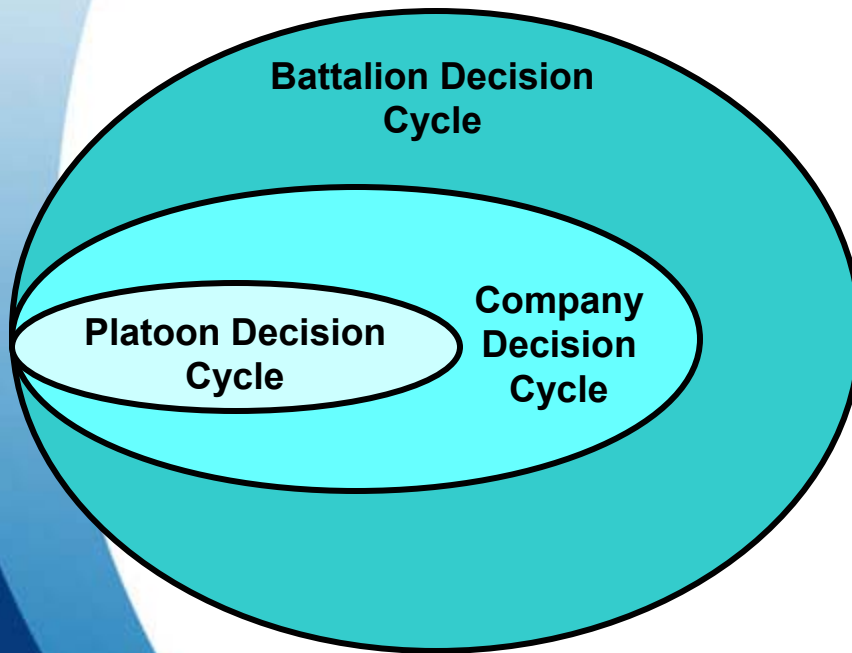 Battalion Decision
Cycle
Company
Decision
Cycle
Platoon Decision
Cycle